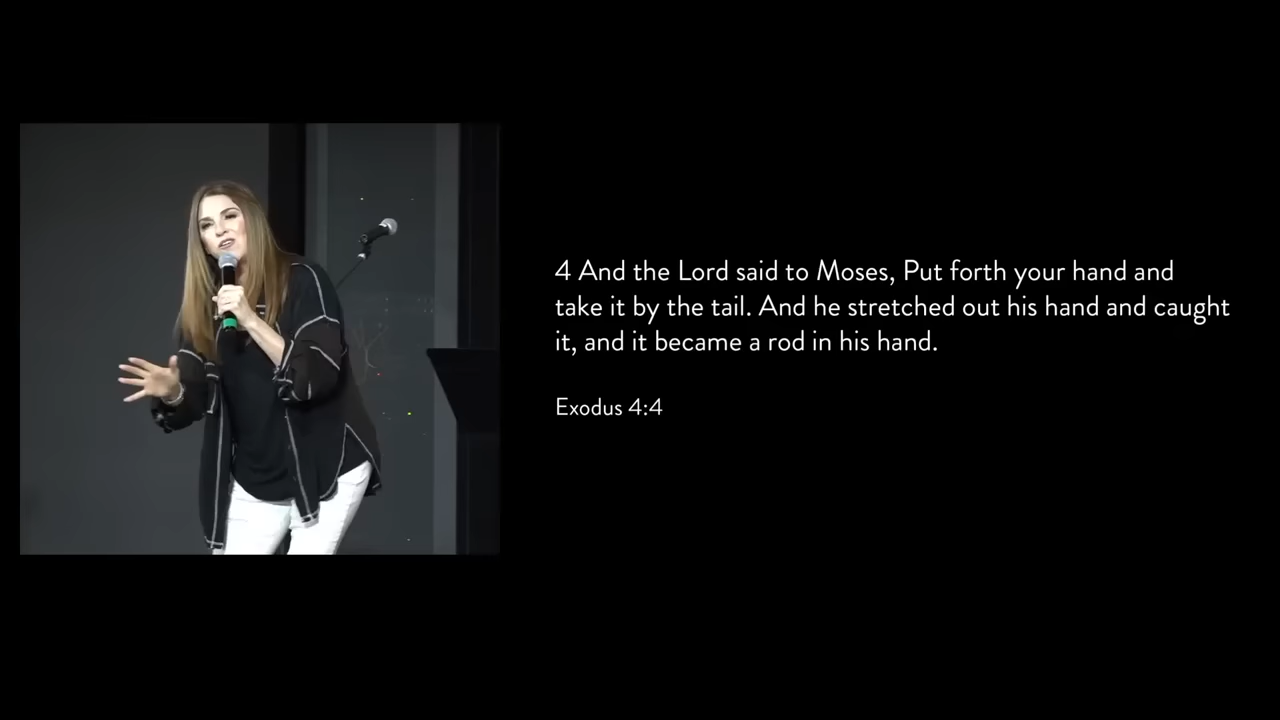 4 And the Lord said to Moses, Put forth your hand and
take it by the tail. And he stretched out his hand and caught
it, and it became a rod in his hand.
Exodus 4:4